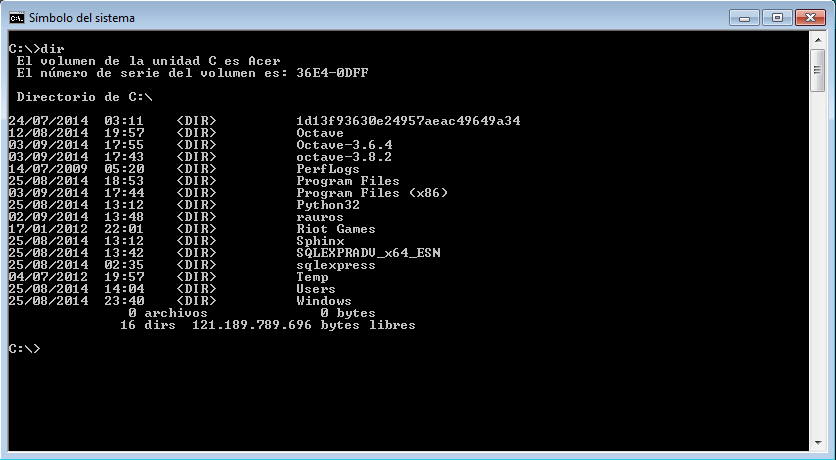 Símbolo del sistema
C:\>dir
 El volumen de la unidad C es Acer
 El número de serie del volumen es: 36E4-0DFF
 Directorio de C:\
24/07/2014  03:11    <DIR>          1d13f93630e24957aeac49649a34
12/08/2014  19:57    <DIR>          Octave
03/09/2014  17:55    <DIR>          Octave-3.6.4
03/09/2014  17:43    <DIR>          octave-3.8.2
14/07/2009  05:20    <DIR>          PerfLogs
25/08/2014  18:53    <DIR>          Program Files
03/09/2014  17:44    <DIR>          Program Files (x86)
25/08/2014  13:12    <DIR>          Python32
02/09/2014  13:48    <DIR>          rauros
17/01/2012  22:01    <DIR>          Riot Games
25/08/2014  13:12    <DIR>          Sphinx
25/08/2014  13:42    <DIR>          SQLEXPRADV_x64_ESN
25/08/2014  02:35    <DIR>          sqlexpress
04/07/2012  19:57    <DIR>          Temp
25/08/2014  14:04    <DIR>          Users
25/08/2014  23:40    <DIR>          Windows
               0 archivos              0 bytes
              16 dirs  121.189.789.696 bytes libres
C:\>